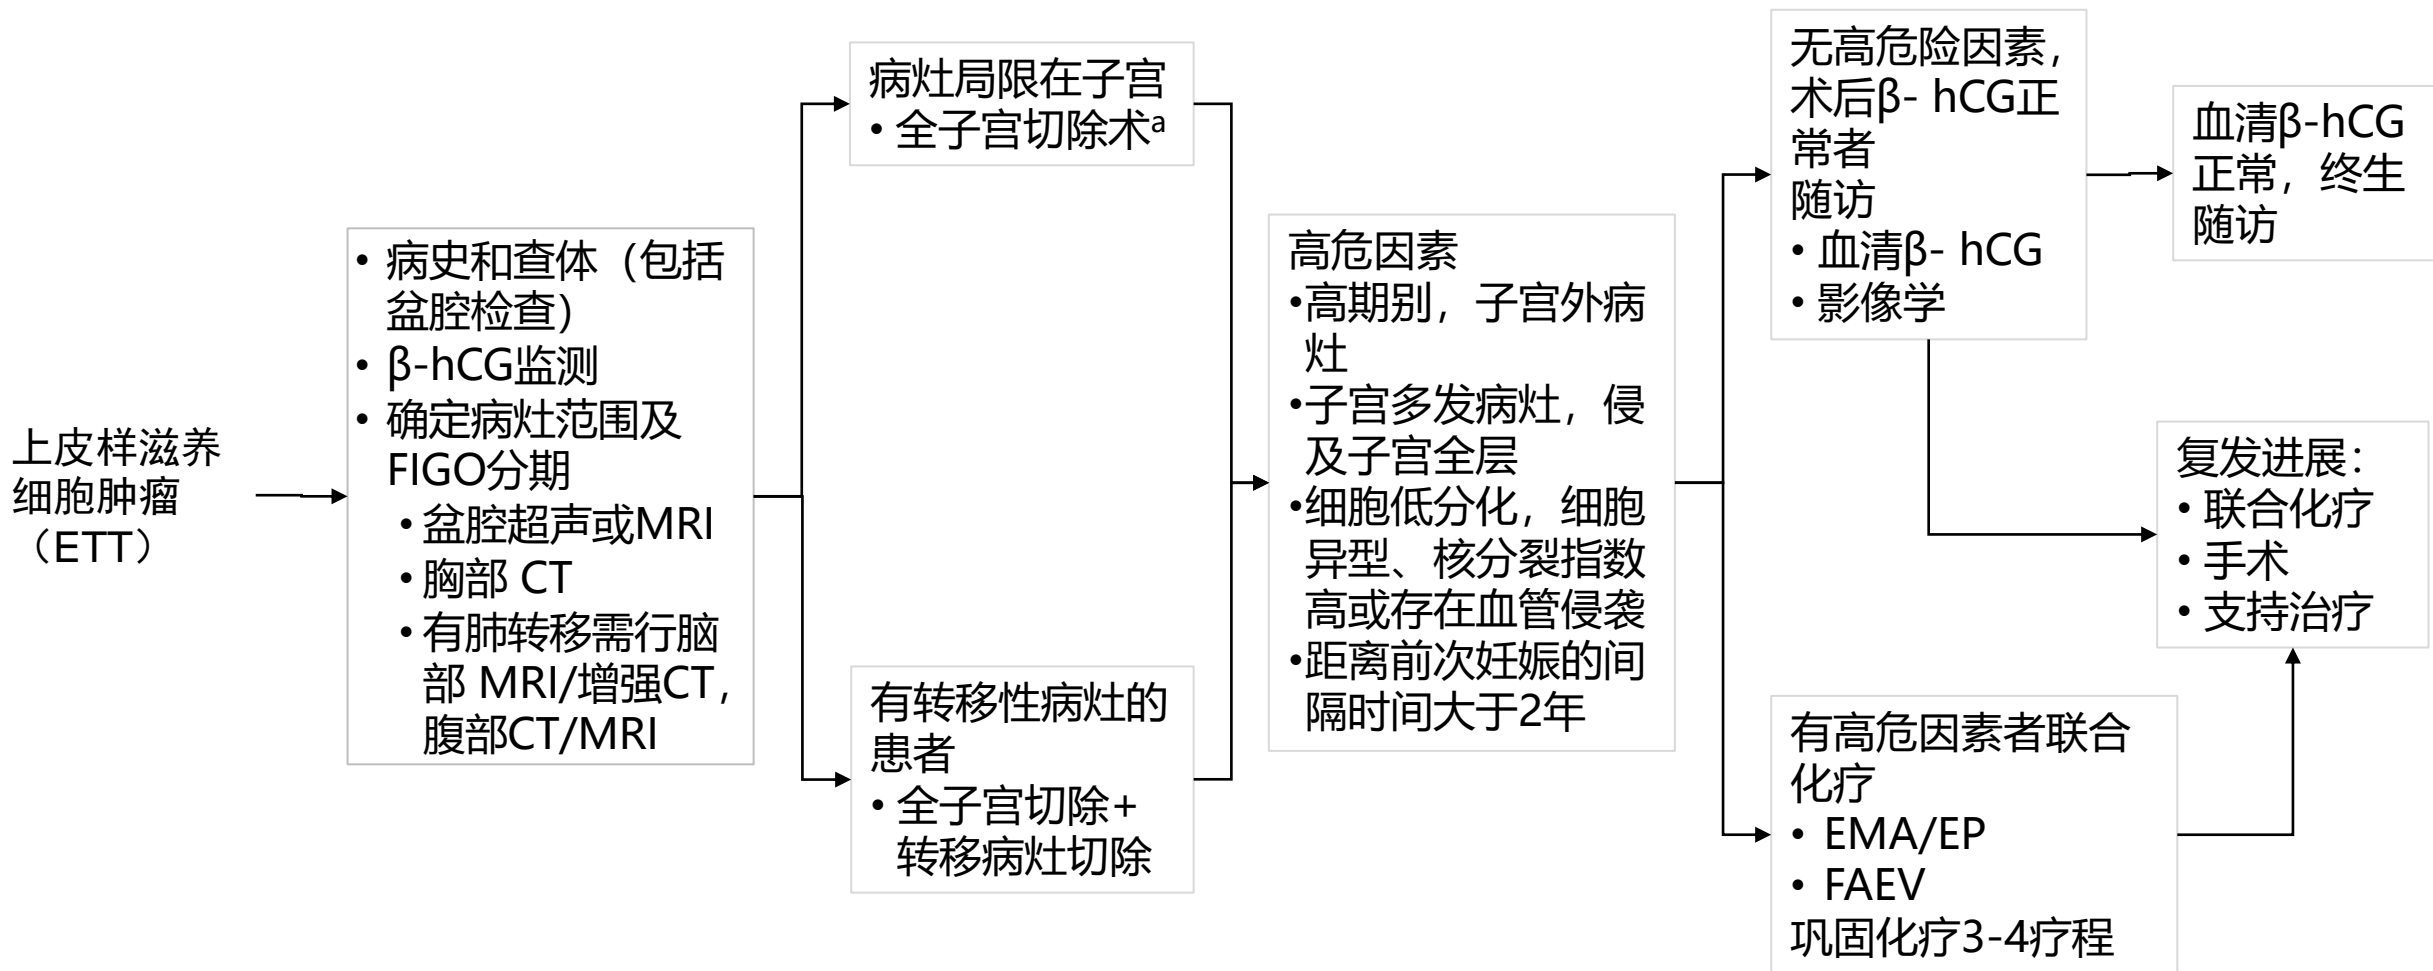 上皮样滋养
细胞肿瘤
（ETT）
• 病史和查体（包括
盆腔检查）
• β-hCG监测
• 确定病灶范围及
FIGO分期
• 盆腔超声或MRI
• 胸部 CT
• 有肺转移需行脑
部 MRI/增强CT，
腹部CT/MRI
病灶局限在子宫
• 全子宫切除术a
有转移性病灶的
患者
• 全子宫切除+
转移病灶切除
高危因素
•高期别，子宫外病
灶
•子宫多发病灶，侵
及子宫全层
•细胞低分化，细胞
异型、核分裂指数
高或存在血管侵袭
•距离前次妊娠的间
隔时间大于2年
无高危险因素，
术后β- hCG正
常者
随访
• 血清β- hCG
• 影像学
血清β-hCG
正常，终生
随访
复发进展：
• 联合化疗
• 手术
• 支持治疗
有高危因素者联合
化疗
• EMA/EP
• FAEV
巩固化疗3-4疗程